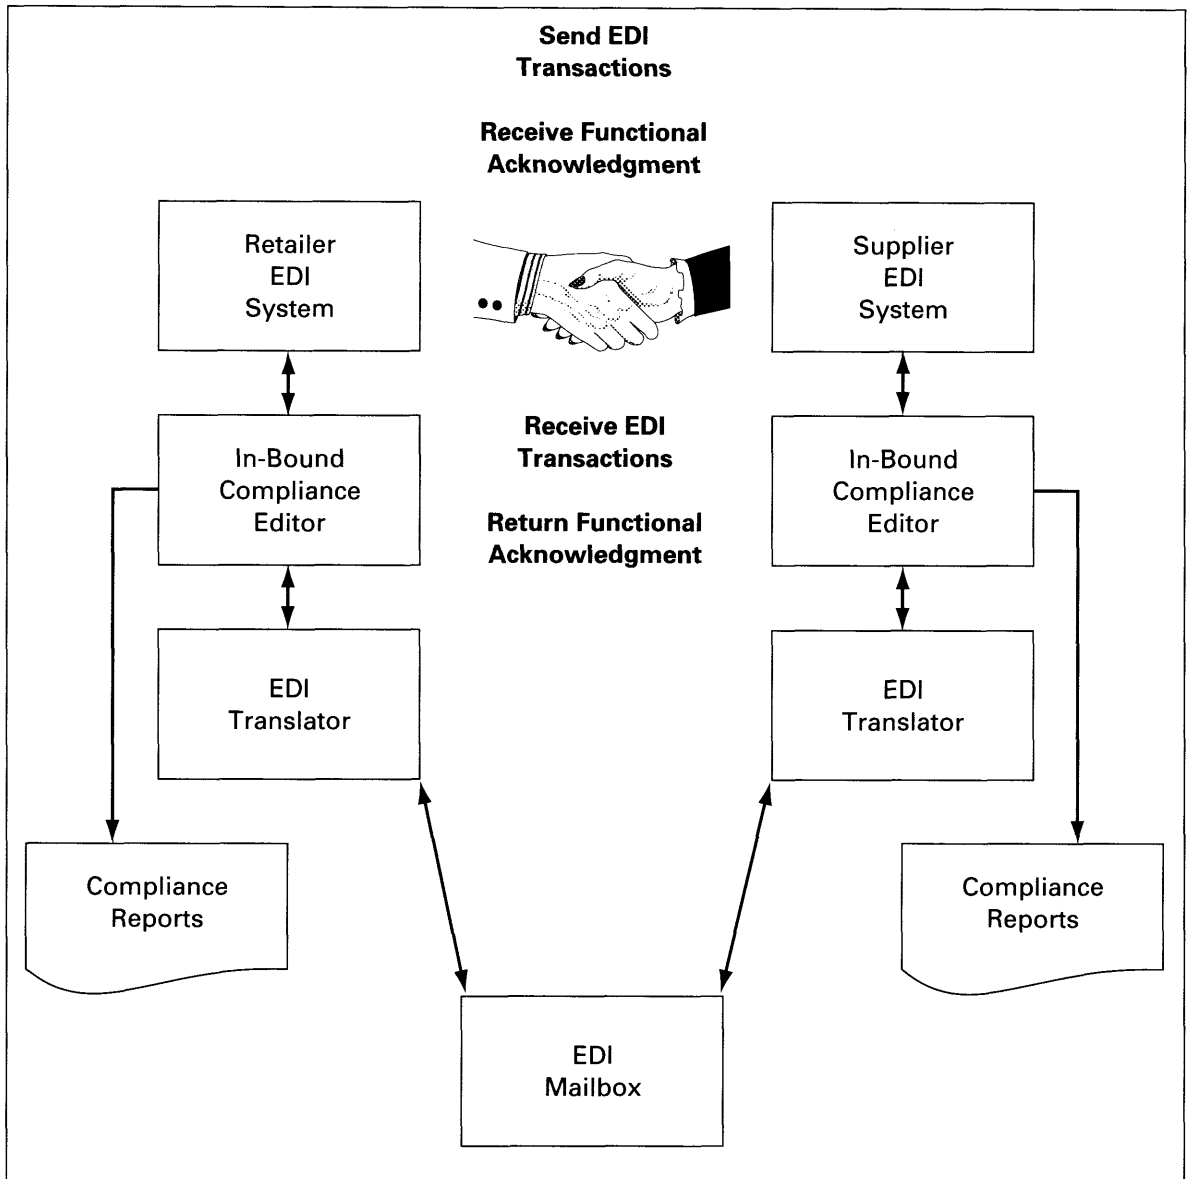 Send EDI
Transactions
Receive Functional
Acknowledgment
Retailer
EDI
System
Supplier
EDI
System
In-Bound
Compliance
Editor
Receive EDI
Transactions
Return Functional
Acknowledgment
In-Bound
Compliance
Editor
EDI
Translator
EDI
Translator
Compliance
Reports
Compliance
Reports
EDI
Mailbox